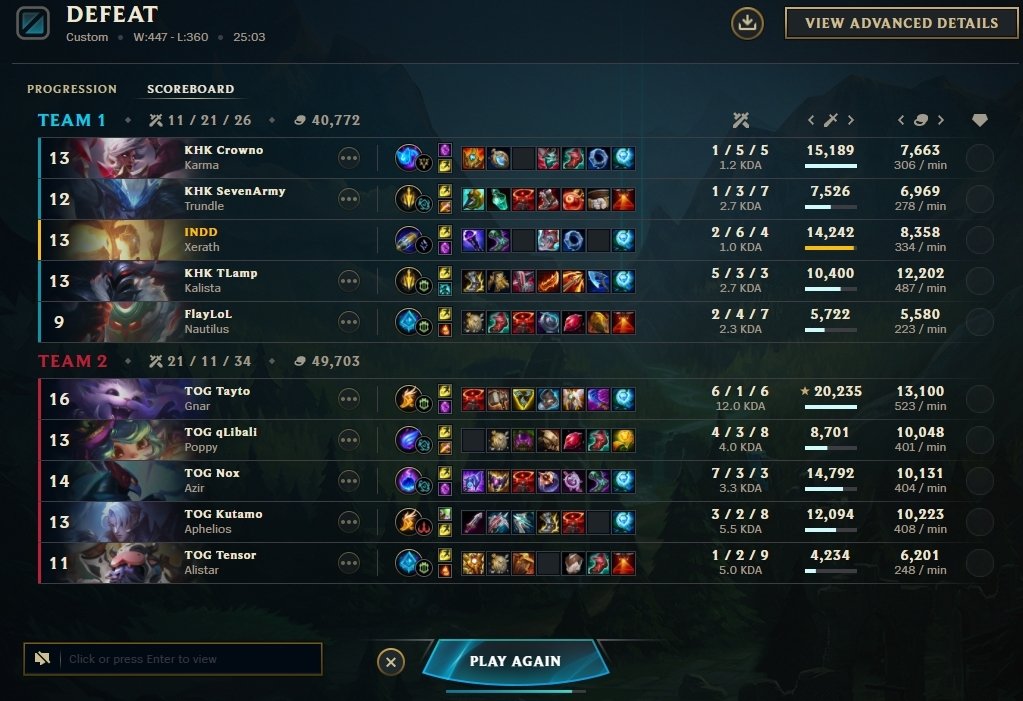 DEFEAT
Custom • W:447 - L:360 • 25:03
VIEW ADVANCED DETAILS
PROGRESSION SCOREBOARD
TEAM 1 11 / 21 / 26 40,772
13 KHK Crowno 1 / 5 / 5 15,189 7,663
Karma 1.2 KDA 306 / min
12 KHK SevenArmy 1 / 3 / 7 7,526 6,969
Trundle 2.7 KDA 278 / min
13 INDD 2 / 6 / 4 14,242 8,358
Xerath 1.0 KDA 334 / min
13 KHK TLamp 5 / 3 / 3 10,400 12,202
Kalista 2.7 KDA 487 / min
9 FlayLoL 2 / 4 / 7 5,722 5,580
Nautilus 2.3 KDA 223 / min
TEAM 2 21 / 11 / 34 49,703
16 TOG Tayto 6 / 1 / 6 20,235 13,100
Gnar 12.0 KDA 523 / min
13 TOG qLibali 4 / 3 / 8 8,701 10,048
Poppy 4.0 KDA 401 / min
14 TOG Nox 7 / 3 / 3 14,792 10,131
Azir 3.3 KDA 404 / min
13 TOG Kutamo 3 / 2 / 8 12,094 10,223
Aphelios 5.5 KDA 408 / min
11 TOG Tensor 1 / 2 / 9 4,234 6,201
Alistar 5.0 KDA 248 / min
Click or press Enter to view
PLAY AGAIN